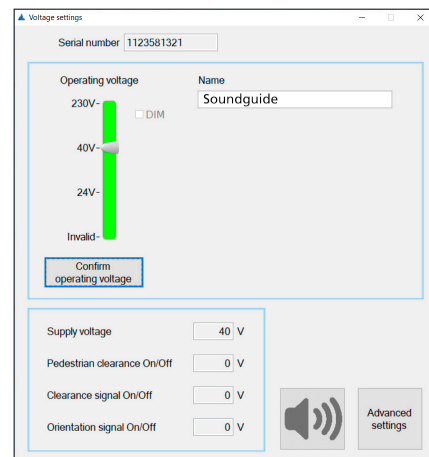 Voltage settings
Serial number 1123581321
Operating voltage
Name
Soundguide
230V-
DIM
40V-
24V-
Invalid-
Confirm
operating voltage
Supply voltage 40 V
Pedestrian clearance On/Off 0 V
Clearance signal On/Off 0 V
Orientation signal On/Off 0 V
Advanced
settings